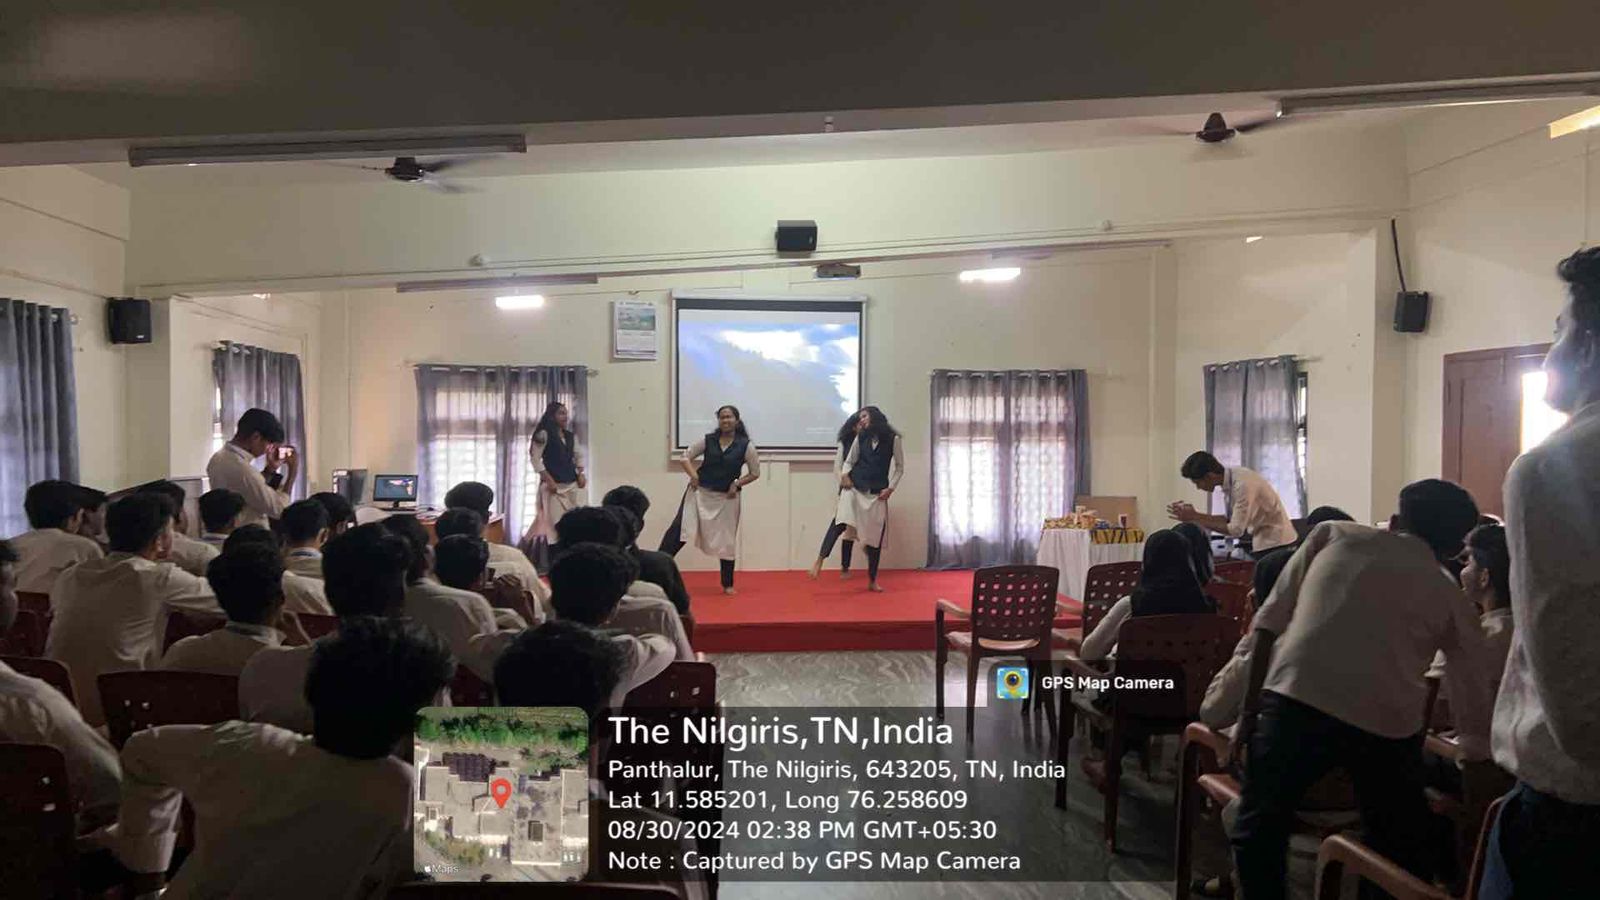 GPS Map Camera
The Nilgiris,TN,India
Panthalur, The Nilgiris, 643205, TN, India
Lat 11.585201, Long 76.258609
08/30/2024 02:38 PM GMT+05:30
Note : Captured by GPS Map Camera
Maps